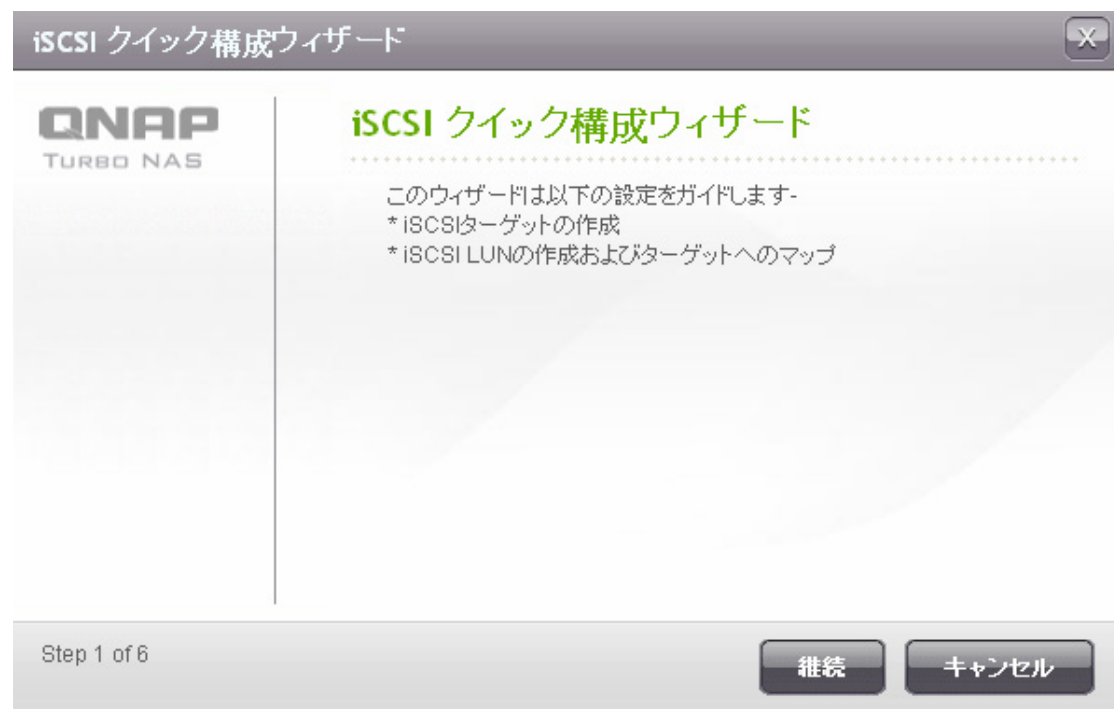 iSCSI クイック構成ウィザード
X
QNAP
TURBO NAS
iSCSI クイック構成ウィザード
このウィザードは以下の設定をガイドします-
* iSCSIターゲットの作成
* iSCSI LUNの作成およびターゲットへのマップ
Step 1 of 6
継続
キャンセル